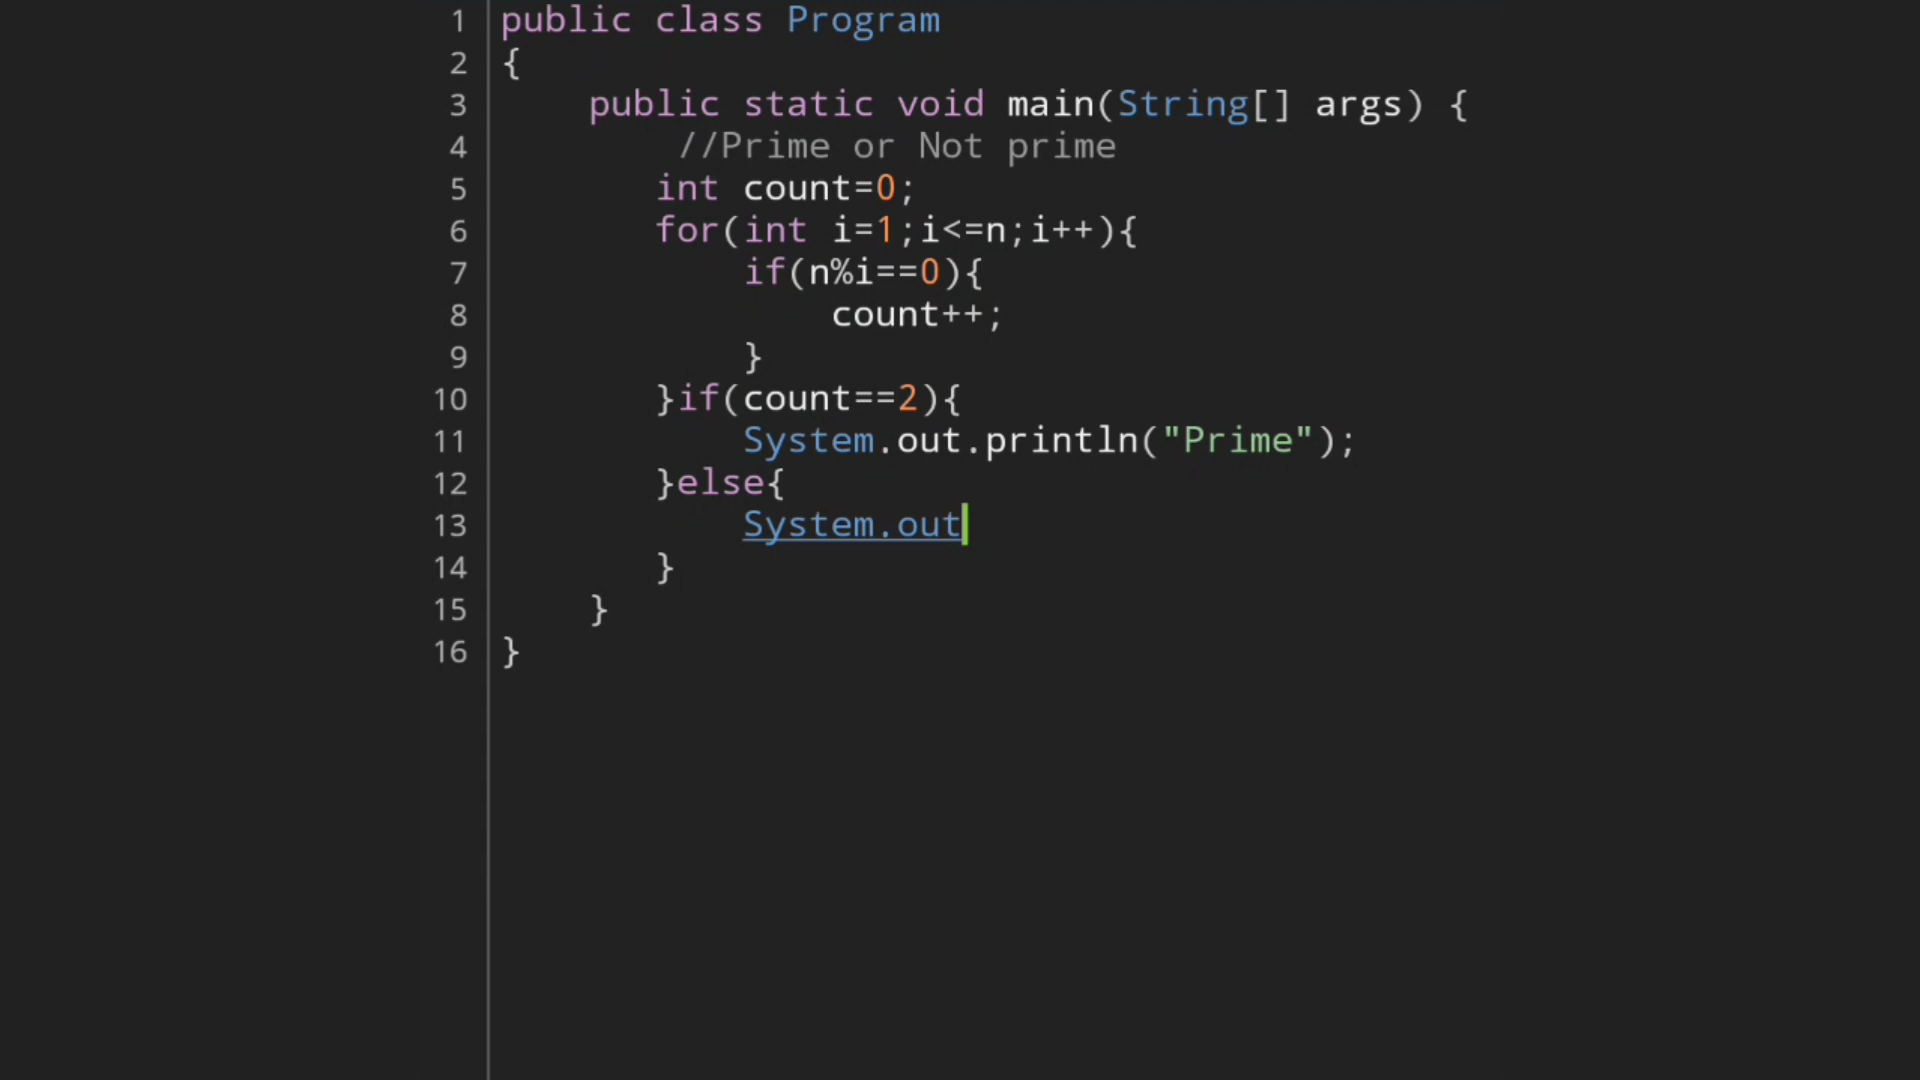 1 public class Program
2 {
3 public static void main(String[] args) {
4 //Prime or Not prime
5 int count=0;
6 for(int i=1;i<=n;i++){
7 if(n%i==0){
8 count++;
9 }
10 }if(count==2){
11 System.out.println("Prime");
12 }else{
13 System.out
14 }
15 }
16 }